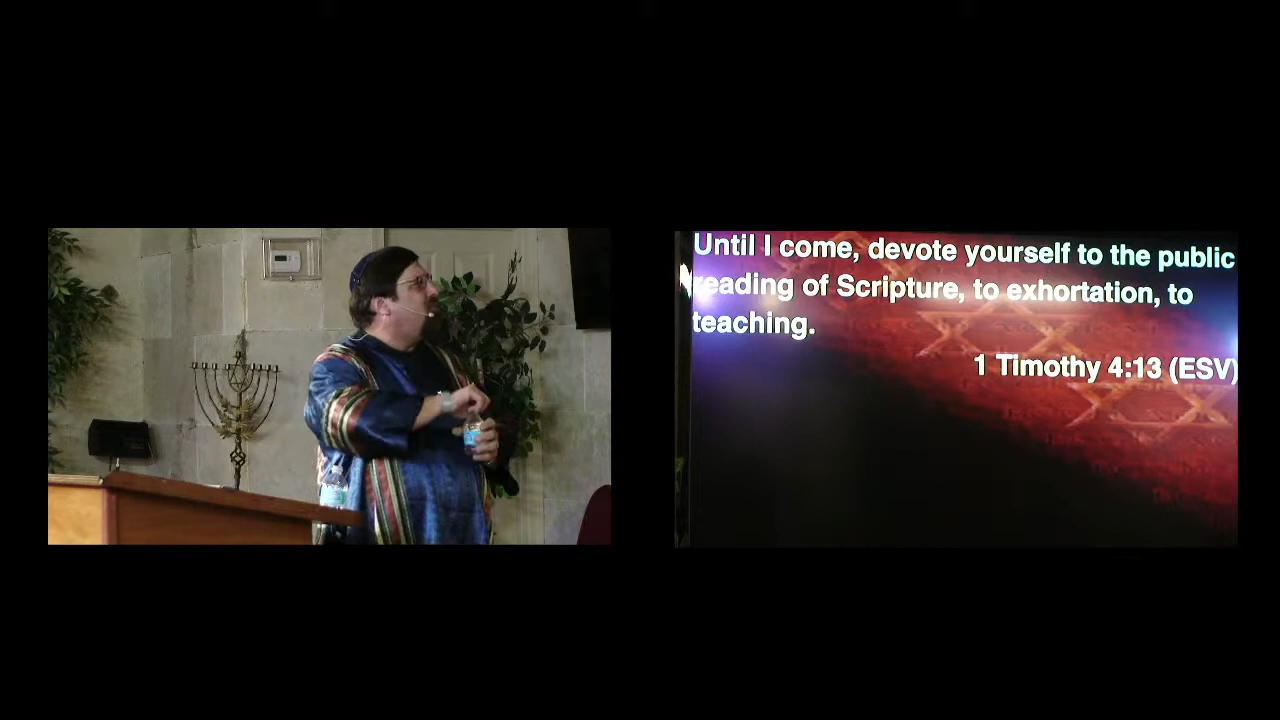 Until I come, devote yourself to the public
reading of Scripture, to exhortation, to
teaching.
1 Timothy 4:13 (ESV)